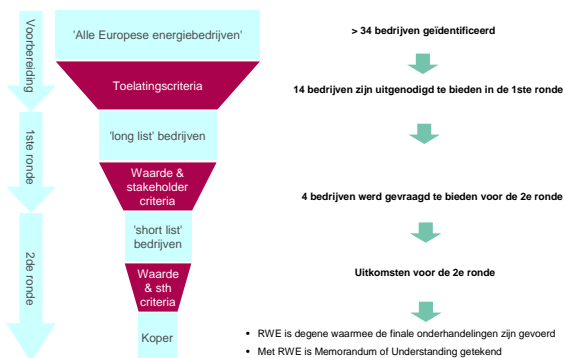 Voorbereiding
'Alle Europese energiebedrijven'
> 34 bedrijven geïdentificeerd
Toelatingscriteria
14 bedrijven zijn uitgenodigd te bieden in de 1ste ronde
1ste ronde
'long list' bedrijven
Waarde &
stakeholder
criteria
4 bedrijven werd gevraagd te bieden voor de 2e ronde
2de ronde
'short list'
bedrijven
Waarde
& sth
criteria
Uitkomsten voor de 2e ronde
Koper
• RWE is degene waarmee de finale onderhandelingen zijn gevoerd
• Met RWE is Memorandum of Understanding getekend